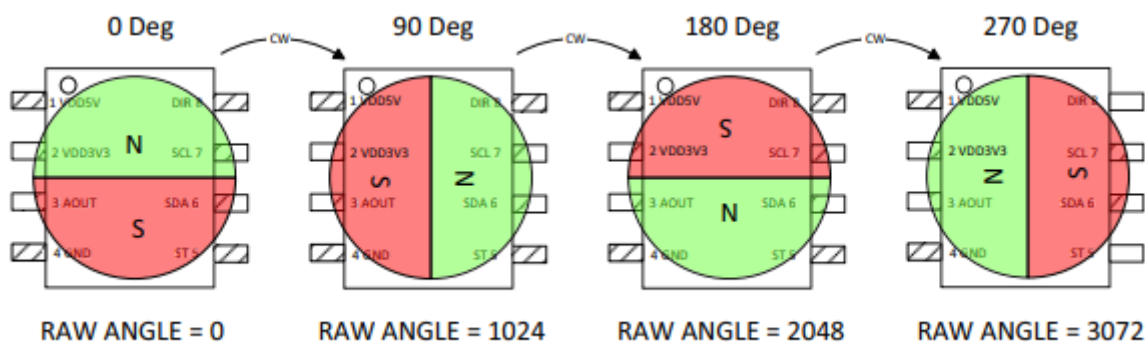 0 Deg
90 Deg
180 Deg
270 Deg
CW
CW
CW
1 VDD5V
DIR 8
N
2 VDD3V3
SCL 7
3 AOUT
SDA 6
S
4 GND
ST 5
1 VDD5V
DIR 8
2 VDD3V3
SCL 7
S
N
3 AOUT
SDA 6
4 GND
ST 5
1 VDD5V
DIR 8
S
2 VDD3V3
SCL 7
3 AOUT
SDA 6
N
4 GND
ST 5
1 VDD5V
DIR 8
2 VDD3V3
SCL 7
N
S
3 AOUT
SDA 6
4 GND
ST 5
RAW ANGLE = 0
RAW ANGLE = 1024
RAW ANGLE = 2048
RAW ANGLE = 3072